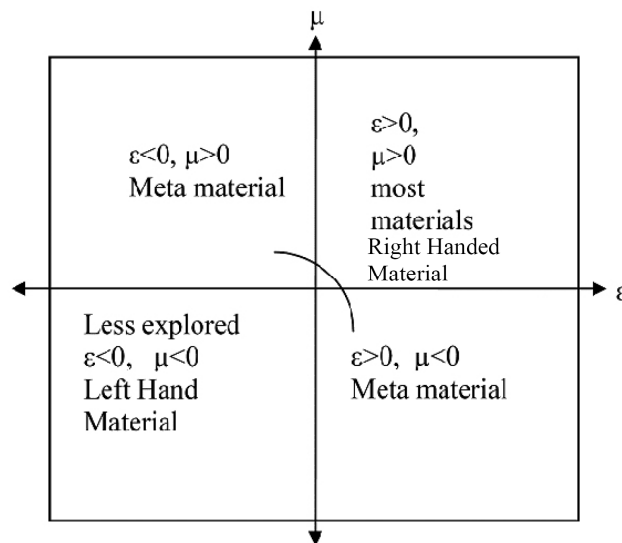 μ
ε<0, μ>0
Meta material
ε>0,
μ>0
most
materials
Right Handed
Material
ε
Less explored
ε<0, μ<0
Left Hand
Material
ε>0, μ<0
Meta material